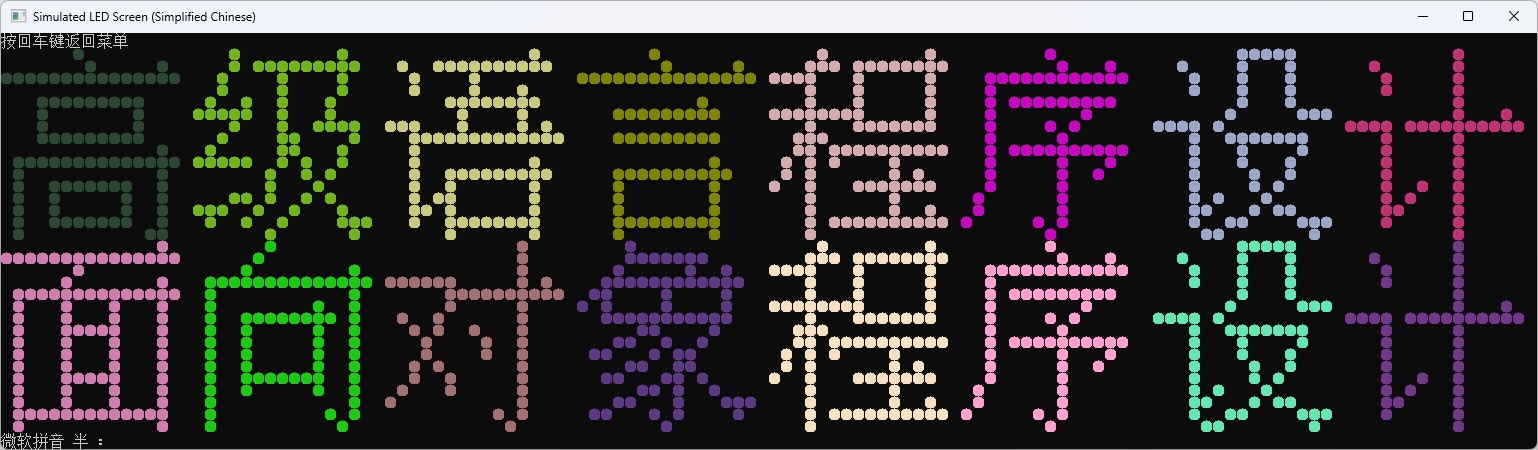 Simulated LED Screen (Simplified Chinese)
按回车键返回菜单
高级语言程序设计
面向对象程序设计
微软拼音 半 :